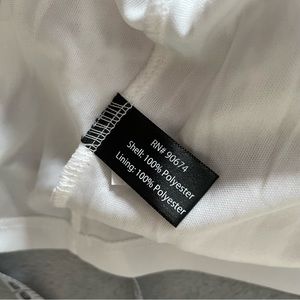 RN# 90674
Shell: 100% Polyester
Lining: 100% Polyester